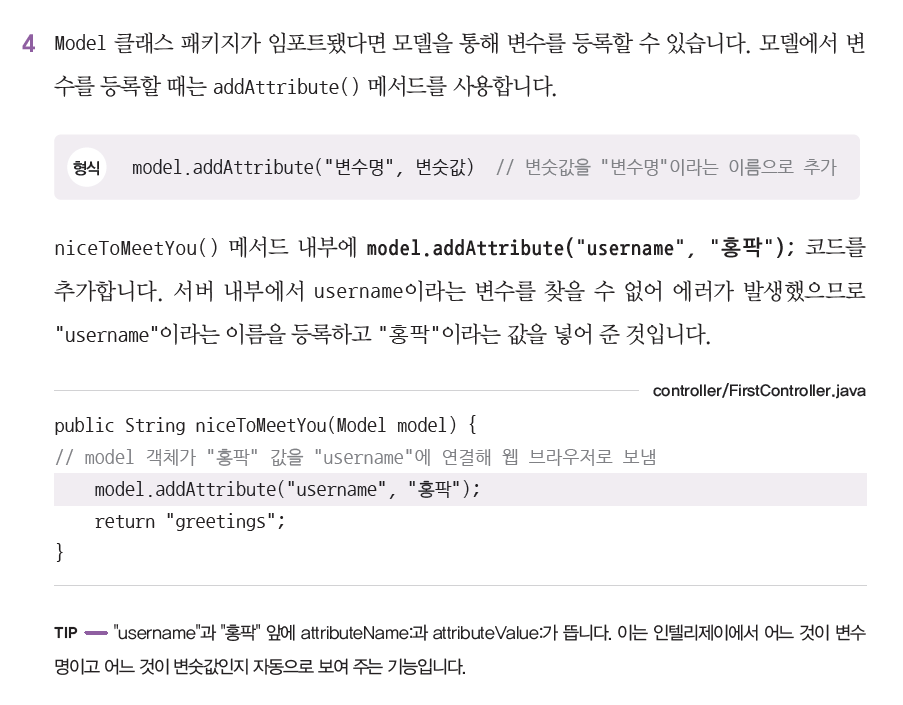 4 Model 클래스 패키지가 임포트됐다면 모델을 통해 변수를 등록할 수 있습니다. 모델에서 변
수를 등록할 때는 addAttribute() 메서드를 사용합니다.
형식 model.addAttribute("변수명", 변숫값) // 변숫값을 "변수명"이라는 이름으로 추가
niceToMeetYou() 메서드 내부에 model.addAttribute("username", "홍팍"); 코드를
추가합니다. 서버 내부에서 username이라는 변수를 찾을 수 없어 에러가 발생했으므로
"username"이라는 이름을 등록하고 "홍팍"이라는 값을 넣어 준 것입니다.
controller/FirstController.java
public String niceToMeetYou(Model model) {
// model 객체가 "홍팍" 값을 "username"에 연결해 웹 브라우저로 보냄
    model.addAttribute("username", "홍팍");
    return "greetings";
}
TIP — "username"과 "홍팍" 앞에 attributeName:과 attributeValue:가 뜹니다. 이는 인텔리제이에서 어느 것이 변수
명이고 어느 것이 변숫값인지 자동으로 보여 주는 기능입니다.